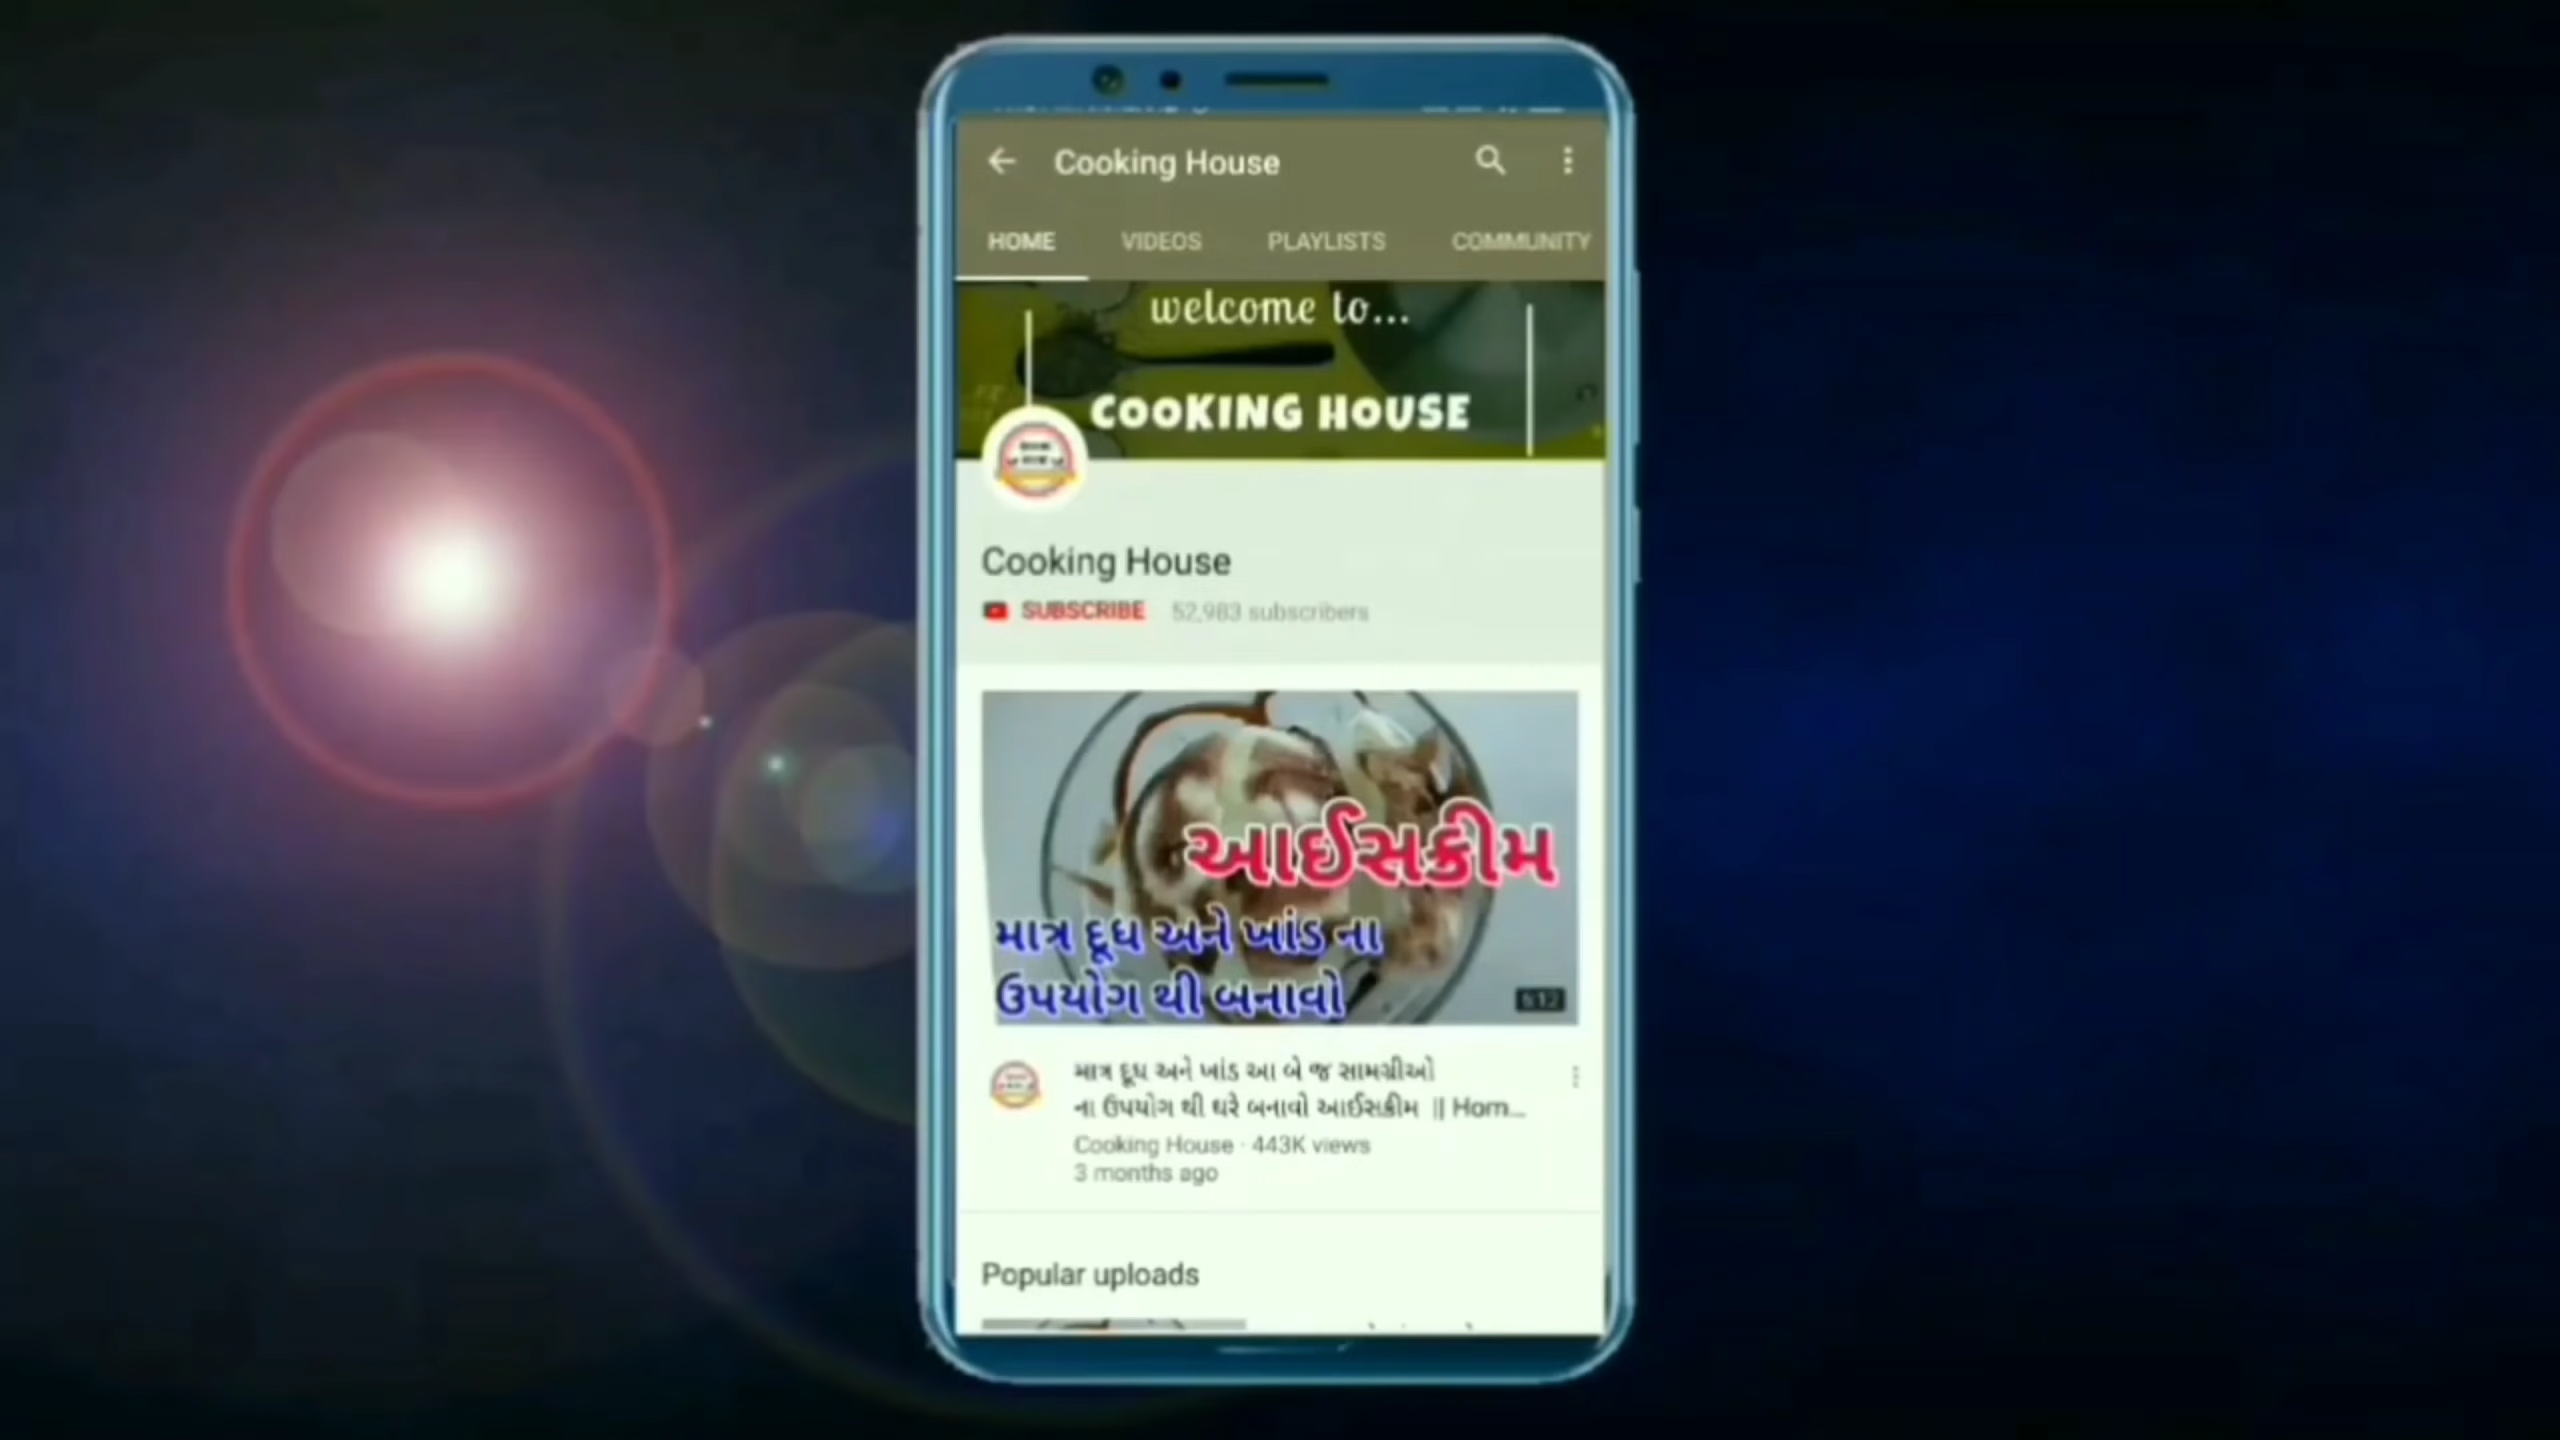 Cooking House
HOME VIDEOS PLAYLISTS COMMUNITY
welcome to...
COOKING HOUSE
Cooking House
SUBSCRIBE 52,983 subscribers
આઈસક્રીમ
માત્ર દૂધ અને ખાંડ ના
ઉપયોગ થી બનાવો
માત્ર દૂધ અને ખાંડ આ બે જ સામગ્રીઓ
ના ઉપયોગ થી ઘરે બનાવો આઈસક્રીમ || Hom...
Cooking House · 443K views
3 months ago
Popular uploads